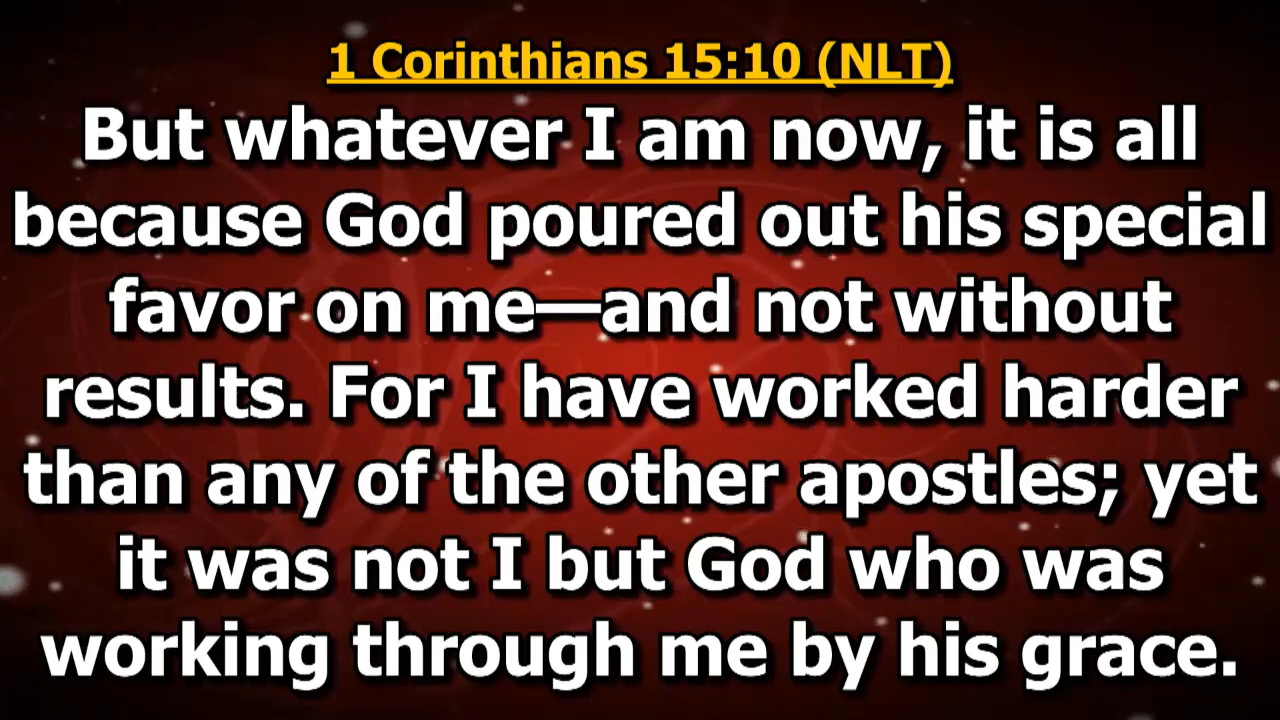 1 Corinthians 15:10 (NLT)
But whatever I am now, it is all
because God poured out his special
favor on me—and not without
results. For I have worked harder
than any of the other apostles; yet
it was not I but God who was
working through me by his grace.